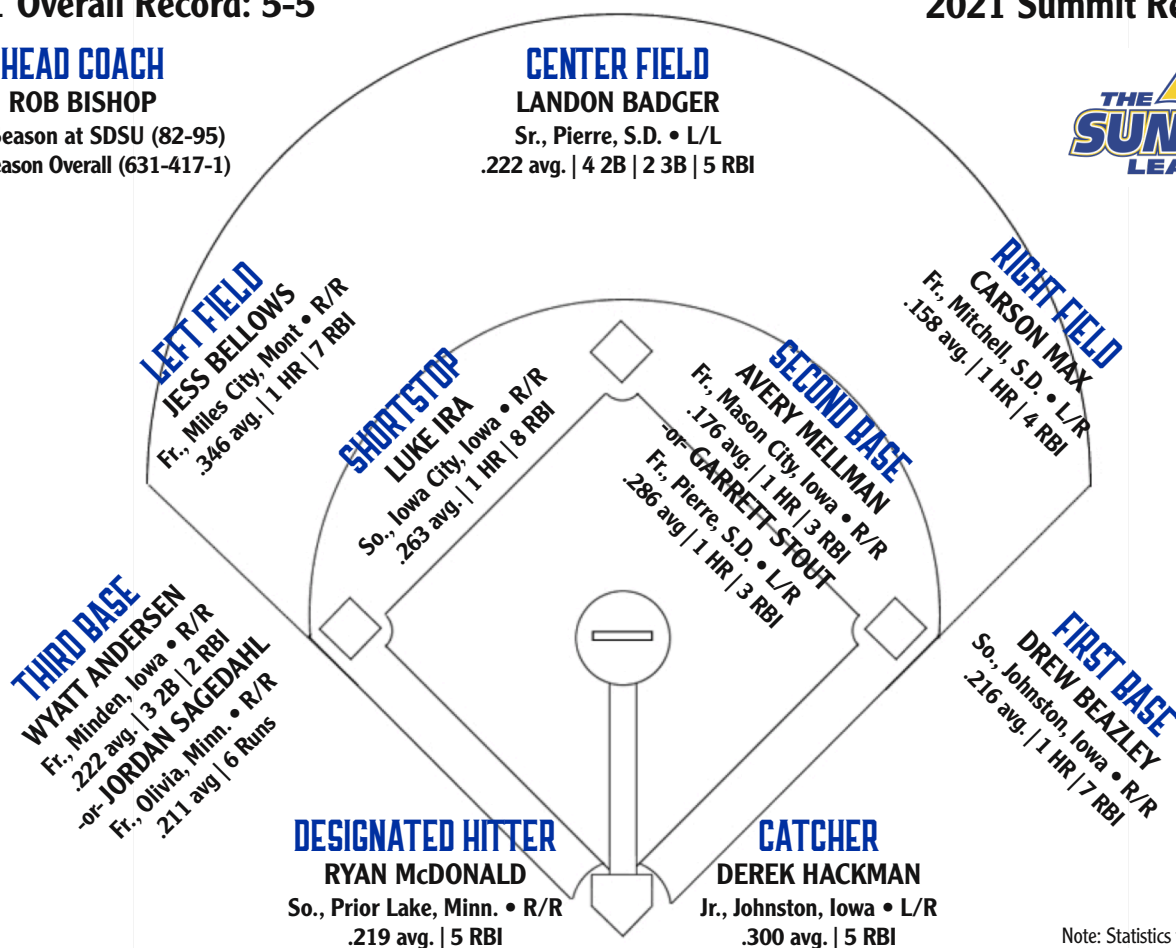 Overall Record: 5-5
2021 Summit
HEAD COACH
ROB BISHOP
Season at SDSU (82-95)
Overall (631-417-1)
CENTER FIELD
LANDON BADGER
Sr., Pierre, S.D. • L/L
.222 avg. | 4 2B | 2 3B | 5 RBI
THE
LEFT FIELD
JESS BELLOWS
Fr., Miles City, Mont • R/R
.346 avg. | 1 HR | 7 RBI
RIGHT FIELD
CARSON MAX
Fr., Mitchell, S.D. • L/R
.158 avg. | 1 HR | 4 RBI
SHORTSTOP
LUKE IRA
So., Iowa City, Iowa • R/R
.263 avg. | 1 HR | 8 RBI
SECOND BASE
AVERY MELLMAN
Fr., Mason City, Iowa • R/R
.176 avg. | 1 HR | 3 RBI
-or- GARRETT STOUT
Fr., Pierre, S.D. • L/R
.286 avg | 1 HR | 3 RBI
THIRD BASE
WYATT ANDERSEN
Fr., Minden, Iowa • R/R
.222 avg. | 3 2B | 2 RBI
-or- JORDAN SAGEDAHL
Fr., Olivia, Minn. • R/R
.211 avg | 6 Runs
FIRST BASE
DREW BEAZLEY
So., Johnston, Iowa • R/R
.216 avg. | 1 HR | 7 RBI
DESIGNATED HITTER
RYAN McDONALD
So., Prior Lake, Minn. • R/R
.219 avg. | 5 RBI
CATCHER
DEREK HACKMAN
Jr., Johnston, Iowa • L/R
.300 avg. | 5 RBI
Note: Statistics